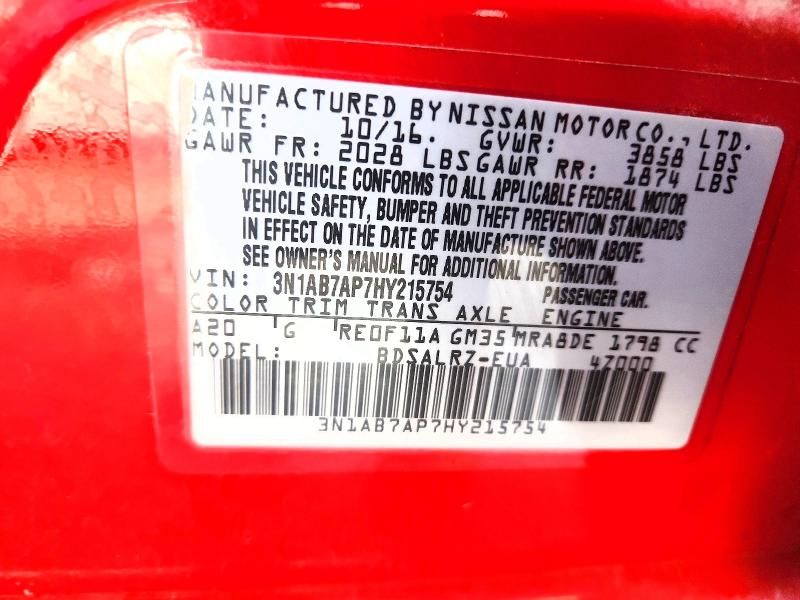 MANUFACTURED BY NISSAN MOTOR CO., LTD.
DATE: 10/16. GVWR: 3858 LBS
GAWR FR: 2028 LBS GAWR RR: 1874 LBS
THIS VEHICLE CONFORMS TO ALL APPLICABLE FEDERAL MOTOR
VEHICLE SAFETY, BUMPER AND THEFT PREVENTION STANDARDS
IN EFFECT ON THE DATE OF MANUFACTURE SHOWN ABOVE.
SEE OWNER'S MANUAL FOR ADDITIONAL INFORMATION.
VIN: 3N1AB7AP7HY215754 PASSENGER CAR.
COLOR TRIM TRANS AXLE ENGINE
A20 G RE0F11A GM35 MRA8DE 1798 CC
MODEL: BDSALRZ-EUA 4Z000
3N1AB7AP7HY215754